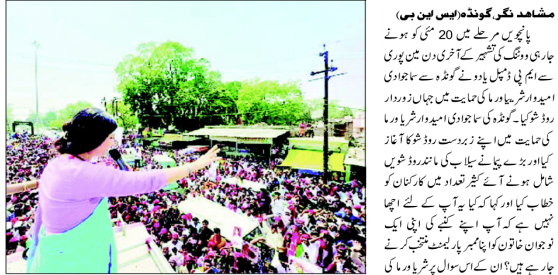 مشاهد نگر، گونڈہ (ایس این بی)
پانچویں مرحلے میں 20 مئی کو ہونے
جا رہی ووٹنگ کی تشہیر کے آخری دن مین پوری
سے ایم پی ڈمپل یادو نے گونڈہ سے سماجوادی
امیدوار شریا ورما کی حمایت میں جہاں زوردار
روڈ شو کیا۔ گونڈہ کی سماجوادی امیدوار شریا ورما
کی حمایت میں اپنے زبردست روڈ شو کا آغاز
کیا اور بڑے پیمانے سیلاب کی مانند روڈ شو میں
شامل ہونے آئے کثیر تعداد میں کارکنان کو
خطاب کیا اور کہا کہ کیا یہ آپ کے لئے اچھا
نہیں ہے کہ آپ اپنے کنبے کی اپنی ایک
نوجوان خاتون کو اپنا ممبر پارلیمنٹ منتخب کرنے
جا رہے ہیں؟ ان کے اس سوال پر شریا ورما کی